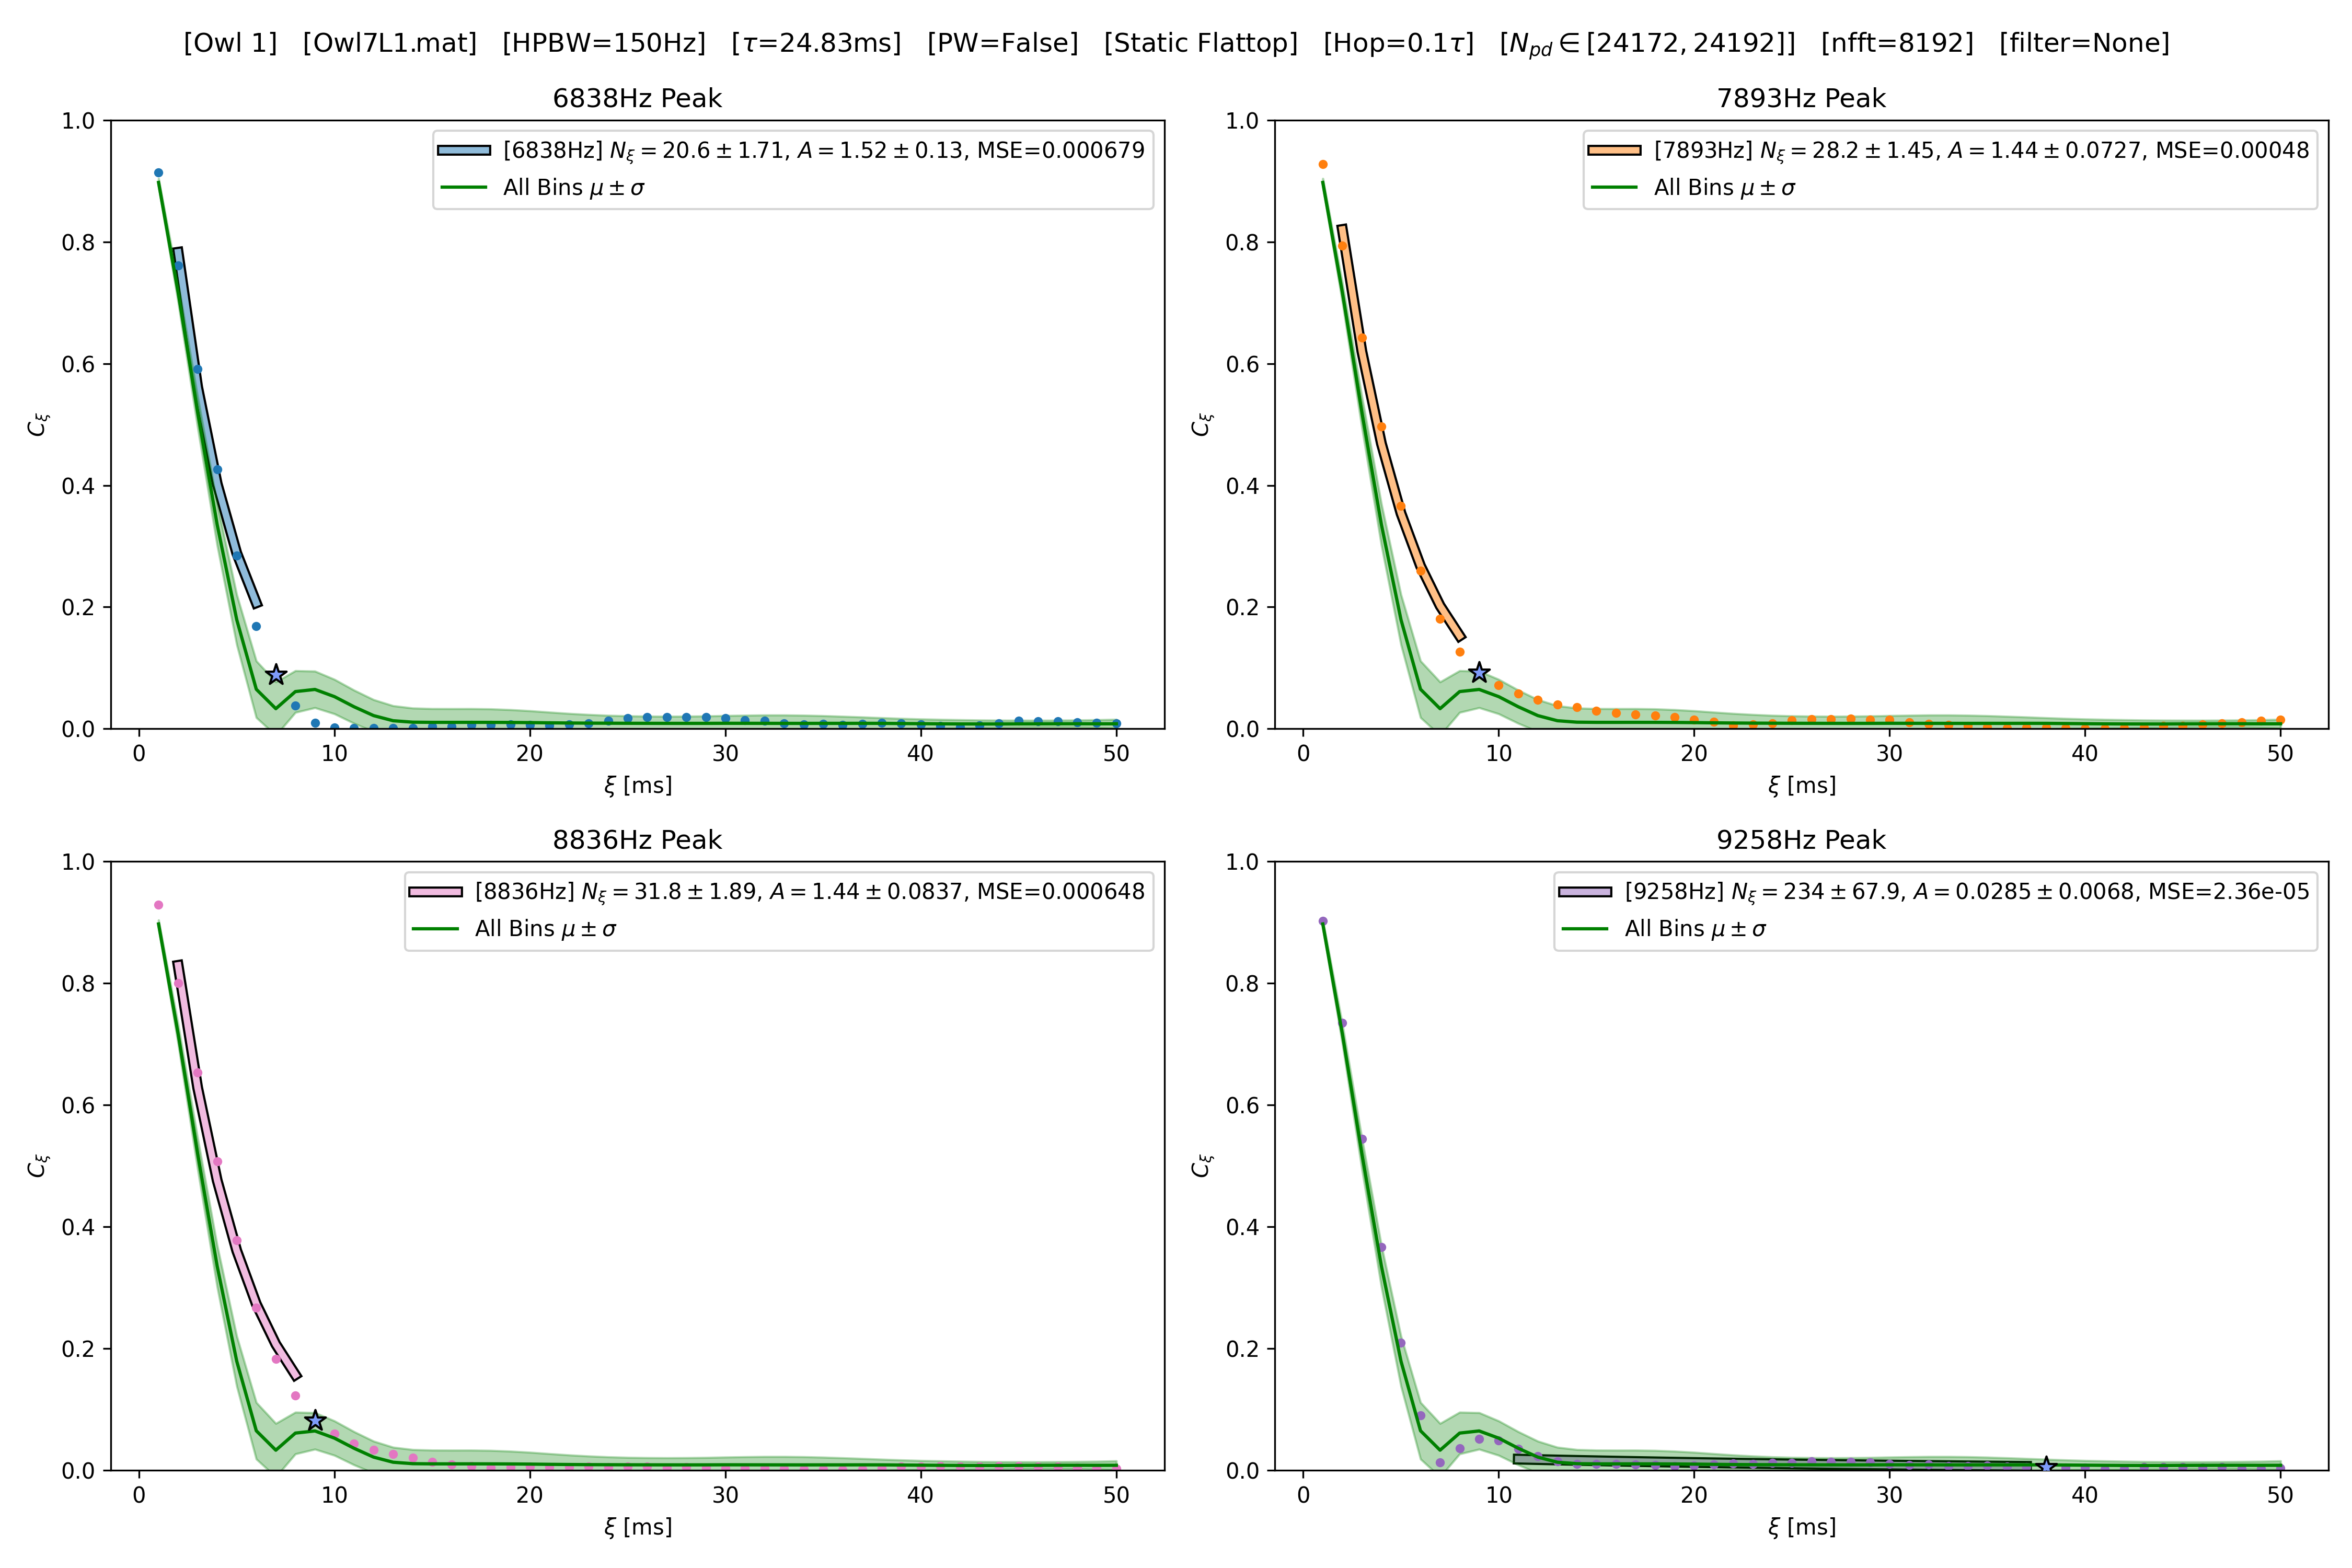 [Owl 1] [Owl7L1.mat] [HPBW=150Hz] [τ=24.83ms] [PW=False] [Static Flattop] [Hop=0.1τ] [N_pd ∈ [24172, 24192]] [nfft=8192] [filter=None]
6838Hz Peak
[6838Hz] N_ξ = 20.6 ± 1.71, A = 1.52 ± 0.13, MSE=0.000679
All Bins μ ± σ
1.0
0.8
0.6
0.4
0.2
0.0
C_ξ
0 10 20 30 40 50
ξ [ms]
7893Hz Peak
[7893Hz] N_ξ = 28.2 ± 1.45, A = 1.44 ± 0.0727, MSE=0.00048
All Bins μ ± σ
1.0
0.8
0.6
0.4
0.2
0.0
C_ξ
0 10 20 30 40 50
ξ [ms]
8836Hz Peak
[8836Hz] N_ξ = 31.8 ± 1.89, A = 1.44 ± 0.0837, MSE=0.000648
All Bins μ ± σ
1.0
0.8
0.6
0.4
0.2
0.0
C_ξ
0 10 20 30 40 50
ξ [ms]
9258Hz Peak
[9258Hz] N_ξ = 234 ± 67.9, A = 0.0285 ± 0.0068, MSE=2.36e-05
All Bins μ ± σ
1.0
0.8
0.6
0.4
0.2
0.0
C_ξ
0 10 20 30 40 50
ξ [ms]